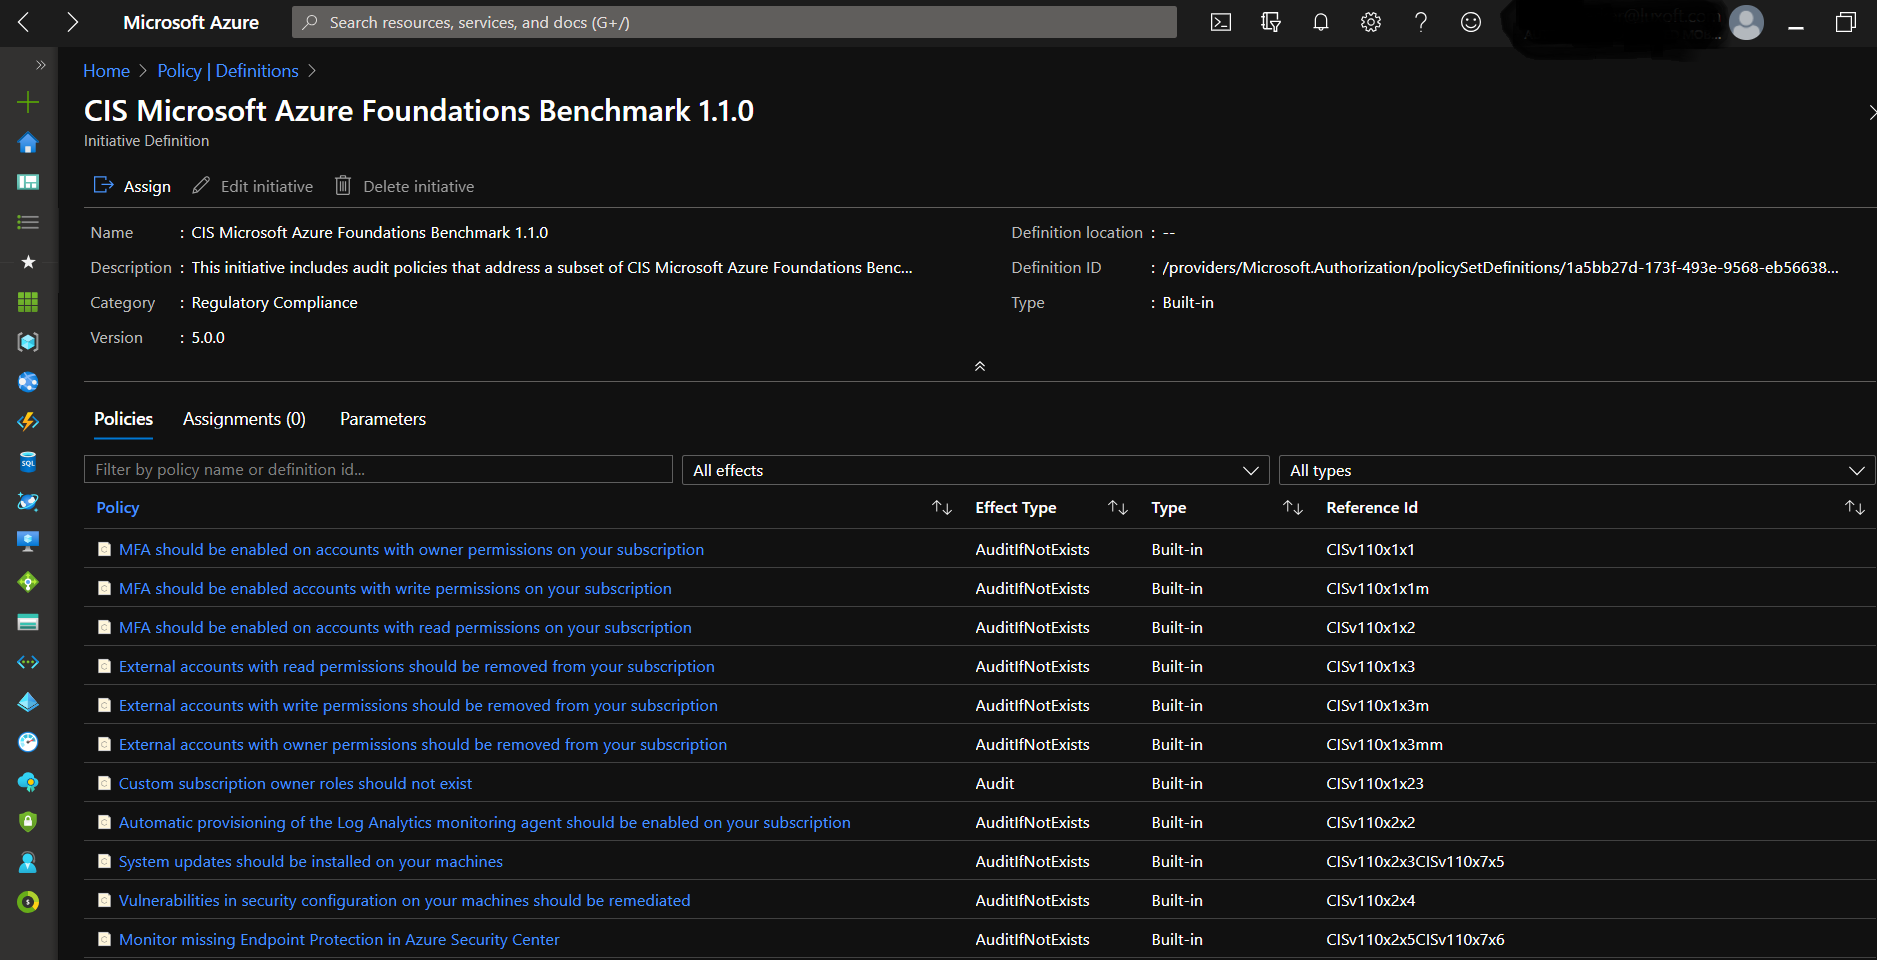 Microsoft Azure
Search resources, services, and docs (G+/)
Home > Policy | Definitions >
CIS Microsoft Azure Foundations Benchmark 1.1.0
Initiative Definition
Assign Edit initiative Delete initiative
Name : CIS Microsoft Azure Foundations Benchmark 1.1.0 Definition location : --
Description : This initiative includes audit policies that address a subset of CIS Microsoft Azure Foundations Benc... Definition ID : /providers/Microsoft.Authorization/policySetDefinitions/1a5bb27d-173f-493e-9568-eb56638...
Category : Regulatory Compliance Type : Built-in
Version : 5.0.0
Policies Assignments (0) Parameters
Filter by policy name or definition id... All effects All types
Policy Effect Type Type Reference Id
MFA should be enabled on accounts with owner permissions on your subscription AuditIfNotExists Built-in CISv110x1x1
MFA should be enabled accounts with write permissions on your subscription AuditIfNotExists Built-in CISv110x1x1m
MFA should be enabled on accounts with read permissions on your subscription AuditIfNotExists Built-in CISv110x1x2
External accounts with read permissions should be removed from your subscription AuditIfNotExists Built-in CISv110x1x3
External accounts with write permissions should be removed from your subscription AuditIfNotExists Built-in CISv110x1x3m
External accounts with owner permissions should be removed from your subscription AuditIfNotExists Built-in CISv110x1x3mm
Custom subscription owner roles should not exist Audit Built-in CISv110x1x23
Automatic provisioning of the Log Analytics monitoring agent should be enabled on your subscription AuditIfNotExists Built-in CISv110x2x2
System updates should be installed on your machines AuditIfNotExists Built-in CISv110x2x3CISv110x7x5
Vulnerabilities in security configuration on your machines should be remediated AuditIfNotExists Built-in CISv110x2x4
Monitor missing Endpoint Protection in Azure Security Center AuditIfNotExists Built-in CISv110x2x5CISv110x7x6